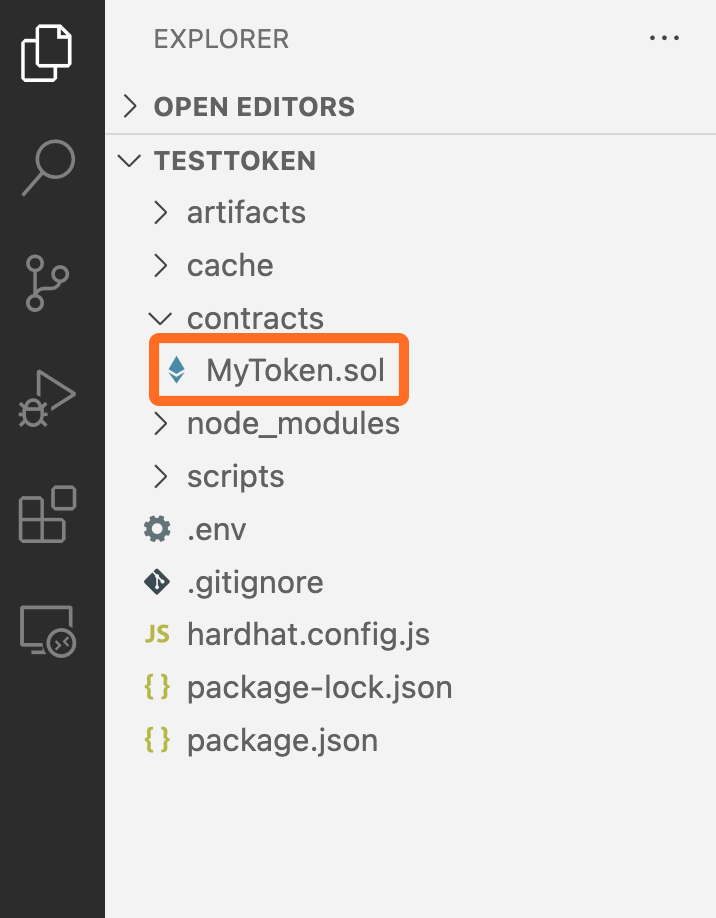 EXPLORER ···
OPEN EDITORS
TESTTOKEN
artifacts
cache
contracts
MyToken.sol
node_modules
scripts
.env
.gitignore
JS hardhat.config.js
{ } package-lock.json
{ } package.json